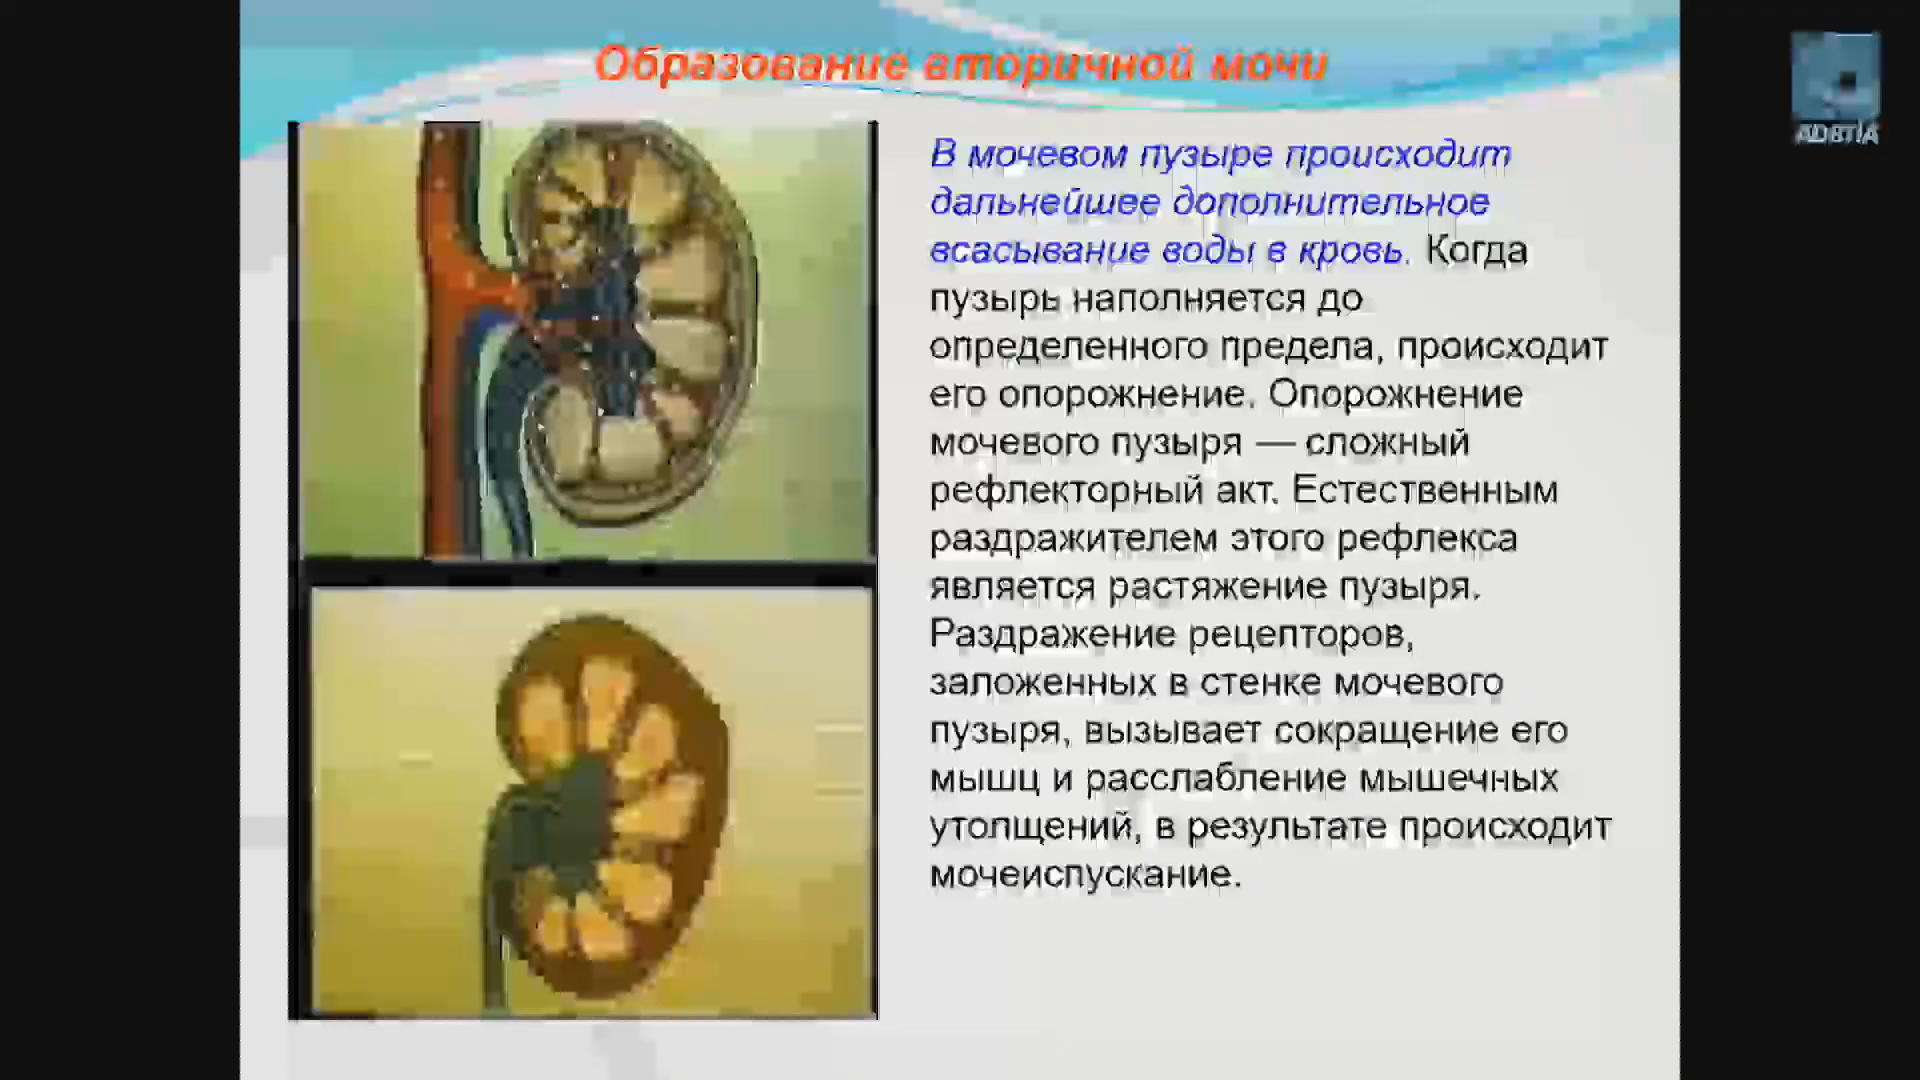 Образование вторичной мочи
В мочевом пузыре происходит
дальнейшее дополнительное
всасывание воды в кровь. Когда
пузырь наполняется до
определенного предела, происходит
его опорожнение. Опорожнение
мочевого пузыря — сложный
рефлекторный акт. Естественным
раздражителем этого рефлекса
является растяжение пузыря.
Раздражение рецепторов,
заложенных в стенке мочевого
пузыря, вызывает сокращение его
мышц и расслабление мышечных
утолщений, в результате происходит
мочеиспускание.